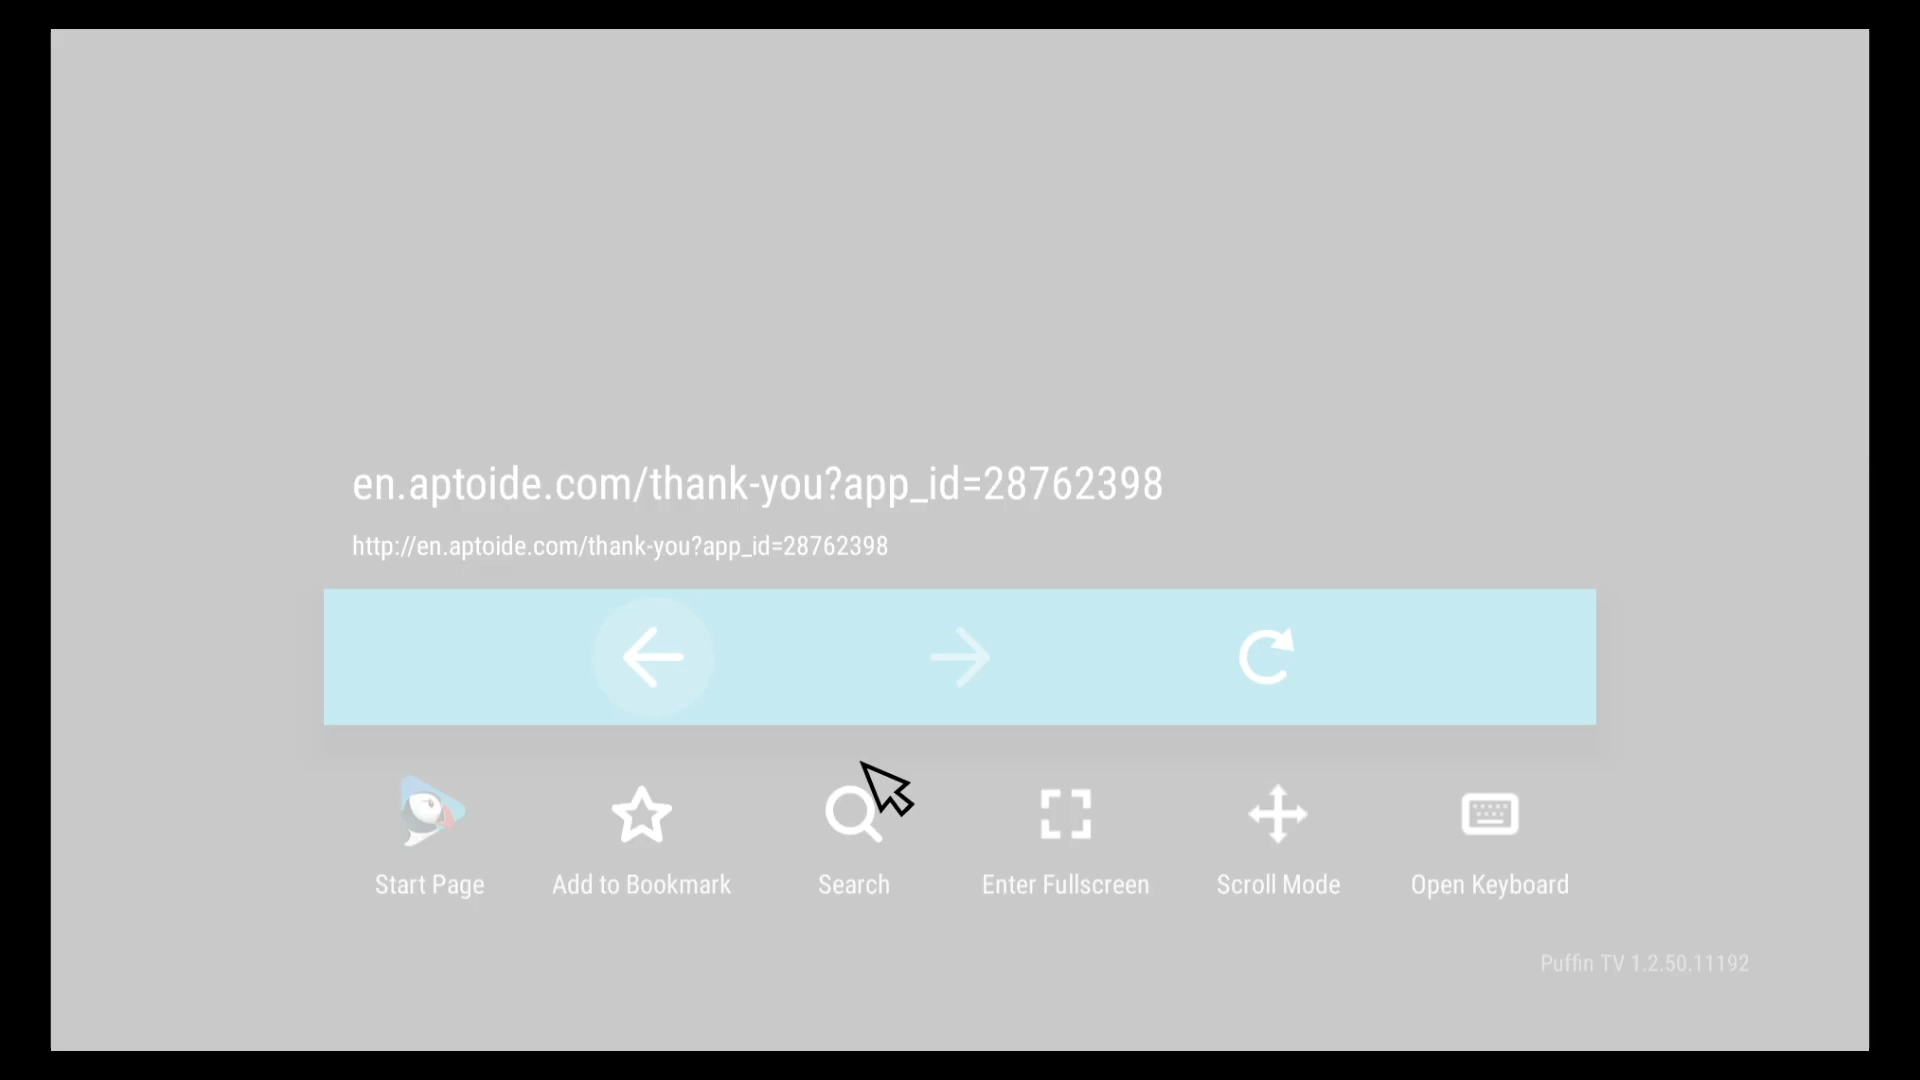 en.aptoide.com/thank-you?app_id=28762398
http://en.aptoide.com/thank-you?app_id=28762398
Start Page
Add to Bookmark
Search
Enter Fullscreen
Scroll Mode
Open Keyboard
Puffin TV 1.2.50.11192